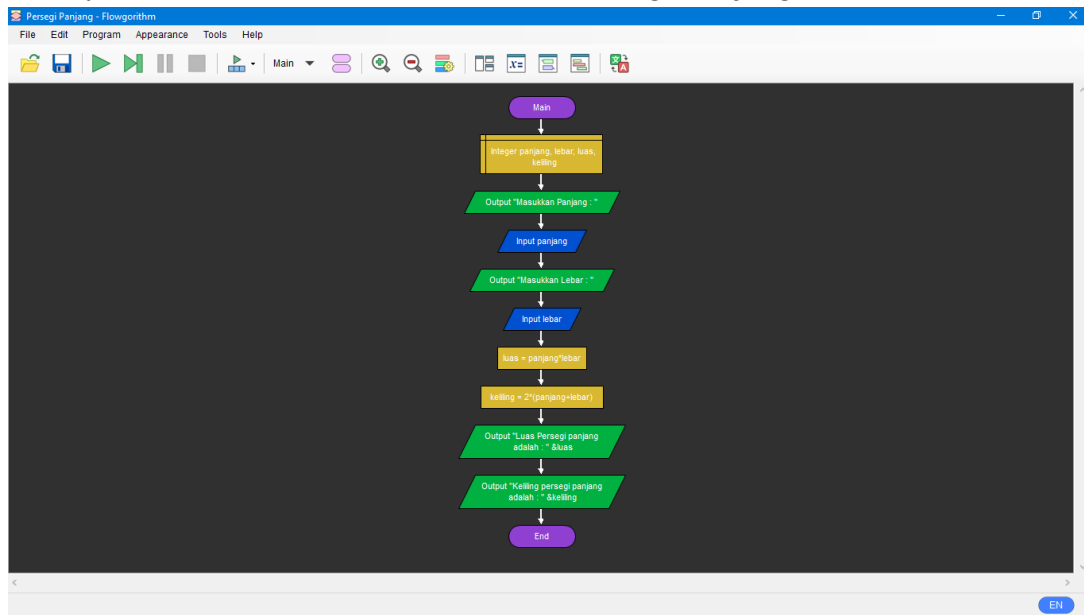 Persegi Panjang - Flowgorithm
File Edit Program Appearance Tools Help
Main
Main
Integer panjang, lebar, luas,
keliling
Output "Masukkan Panjang : "
Input panjang
Output "Masukkan Lebar : "
Input lebar
luas = panjang*lebar
keliling = 2*(panjang+lebar)
Output "Luas Persegi panjang
adalah : " &luas
Output "Keliling persegi panjang
adalah : " &keliling
End
EN